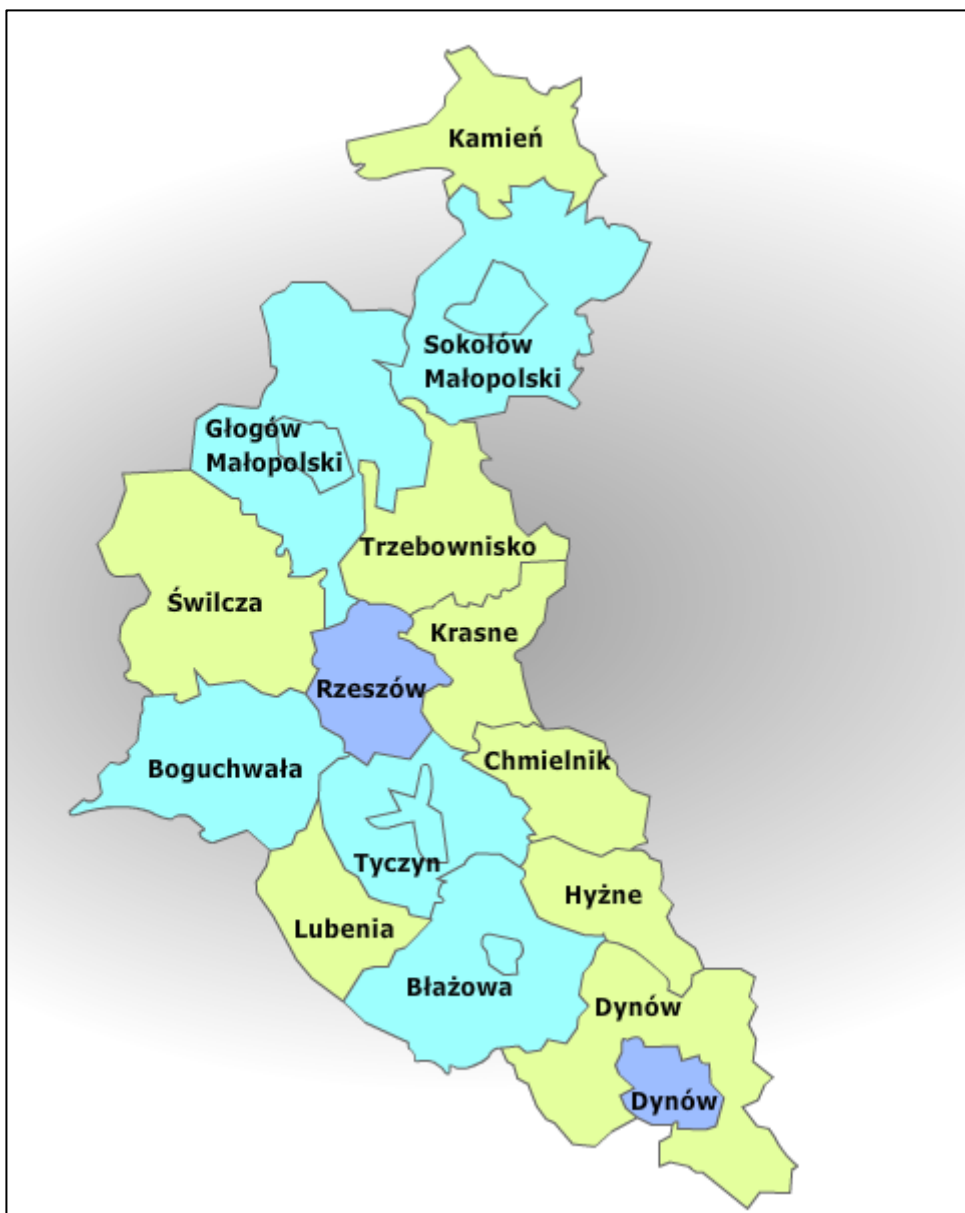 Kamień
Sokołów
Małopolski
Głogów
Małopolski
Trzebownisko
Świlcza
Krasne
Rzeszów
Chmielnik
Boguchwała
Tyczyn
Hyżne
Lubenia
Błażowa
Dynów
Dynów